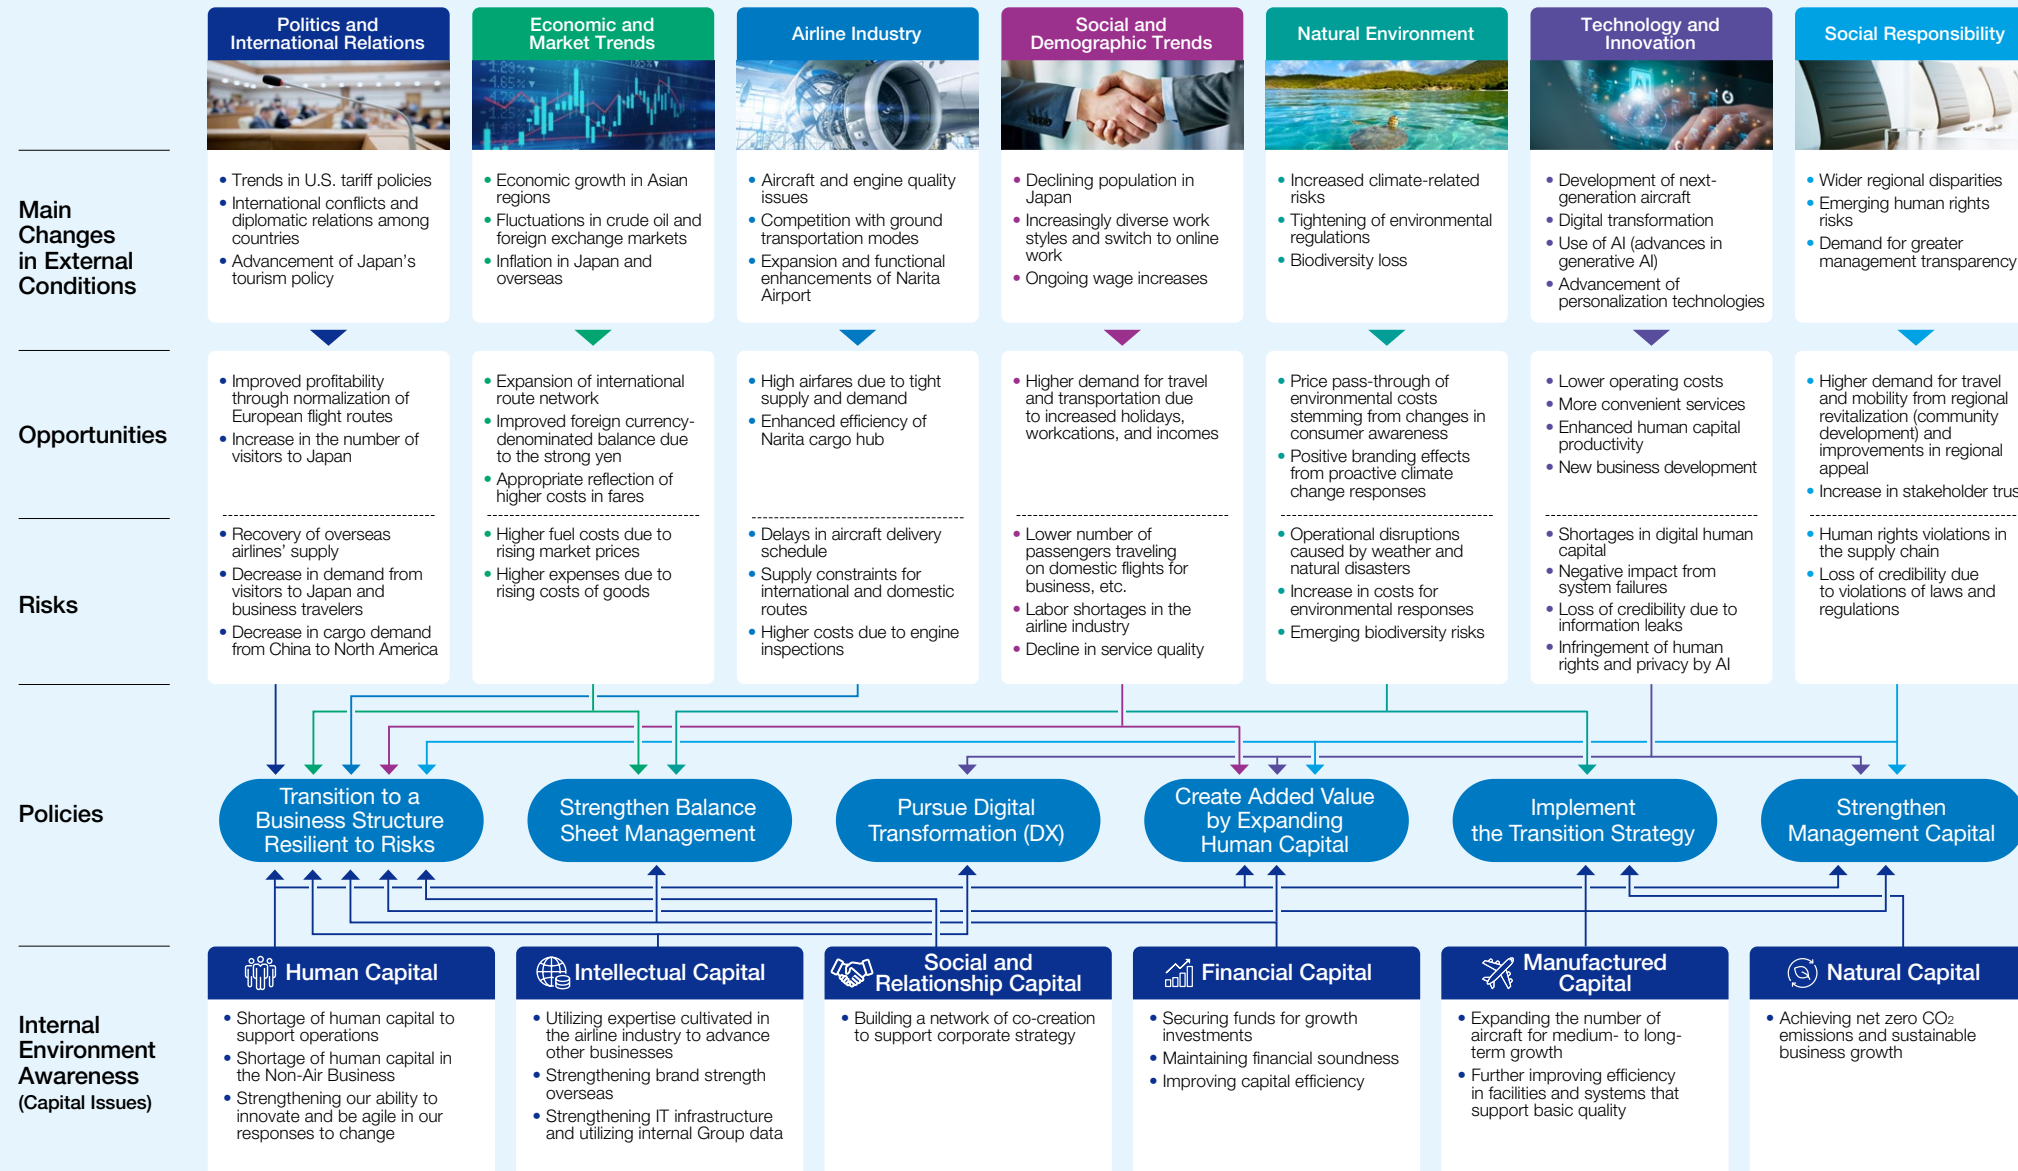 Politics and
International Relations
Economic and
Market Trends
Airline Industry
Social and
Demographic Trends
Natural Environment
Technology and
Innovation
Social Responsibility
Main
Changes
in External
Conditions
• Trends in U.S. tariff policies
• International conflicts and
diplomatic relations among
countries
• Advancement of Japan's
tourism policy
• Economic growth in Asian
regions
• Fluctuations in crude oil and
foreign exchange markets
• Inflation in Japan and
overseas
• Aircraft and engine quality
issues
• Competition with ground
transportation modes
• Expansion and functional
enhancements of Narita
Airport
• Declining population in
Japan
• Increasingly diverse work
styles and switch to online
work
• Ongoing wage increases
• Increased climate-related
risks
• Tightening of environmental
regulations
• Biodiversity loss
• Development of next-
generation aircraft
• Digital transformation
• Use of AI (advances in
generative AI)
• Advancement of
personalization technologies
• Wider regional disparities
• Emerging human rights
risks
• Demand for greater
management transparency
Opportunities
• Improved profitability
through normalization of
European flight routes
• Increase in the number of
visitors to Japan
• Expansion of international
route network
• Improved foreign currency-
denominated balance due
to the strong yen
• Appropriate reflection of
higher costs in fares
• High airfares due to tight
supply and demand
• Enhanced efficiency of
Narita cargo hub
• Higher demand for travel
and transportation due
to increased holidays,
workcations, and incomes
• Price pass-through of
environmental costs
stemming from changes in
consumer awareness
• Positive branding effects
from proactive climate
change responses
• Lower operating costs
• More convenient services
• Enhanced human capital
productivity
• New business development
• Higher demand for travel
and mobility from regional
revitalization (community
development) and
improvements in regional
appeal
• Increase in stakeholder trus
Risks
• Recovery of overseas
airlines' supply
• Decrease in demand from
visitors to Japan and
business travelers
• Decrease in cargo demand
from China to North America
• Higher fuel costs due to
rising market prices
• Higher expenses due to
rising costs of goods
• Delays in aircraft delivery
schedule
• Supply constraints for
international and domestic
routes
• Higher costs due to engine
inspections
• Lower number of
passengers traveling
on domestic flights for
business, etc.
• Labor shortages in the
airline industry
• Decline in service quality
• Operational disruptions
caused by weather and
natural disasters
• Increase in costs for
environmental responses
• Emerging biodiversity risks
• Shortages in digital human
capital
• Negative impact from
system failures
• Loss of credibility due to
information leaks
• Infringement of human
rights and privacy by AI
• Human rights violations in
the supply chain
• Loss of credibility due
to violations of laws and
regulations
Policies
Transition to a
Business Structure
Resilient to Risks
Strengthen Balance
Sheet Management
Pursue Digital
Transformation (DX)
Create Added Value
by Expanding
Human Capital
Implement
the Transition Strategy
Strengthen
Management Capital
Internal
Environment
Awareness
(Capital Issues)
Human Capital
• Shortage of human capital to
support operations
• Shortage of human capital in
the Non-Air Business
• Strengthening our ability to
innovate and be agile in our
responses to change
Intellectual Capital
• Utilizing expertise cultivated in
the airline industry to advance
other businesses
• Strengthening brand strength
overseas
• Strengthening IT infrastructure
and utilizing internal Group data
Social and
Relationship Capital
• Building a network of co-creation
to support corporate strategy
Financial Capital
• Securing funds for growth
investments
• Maintaining financial soundness
• Improving capital efficiency
Manufactured
Capital
• Expanding the number of
aircraft for medium- to long-
term growth
• Further improving efficiency
in facilities and systems that
support basic quality
Natural Capital
• Achieving net zero CO2
emissions and sustainable
business growth